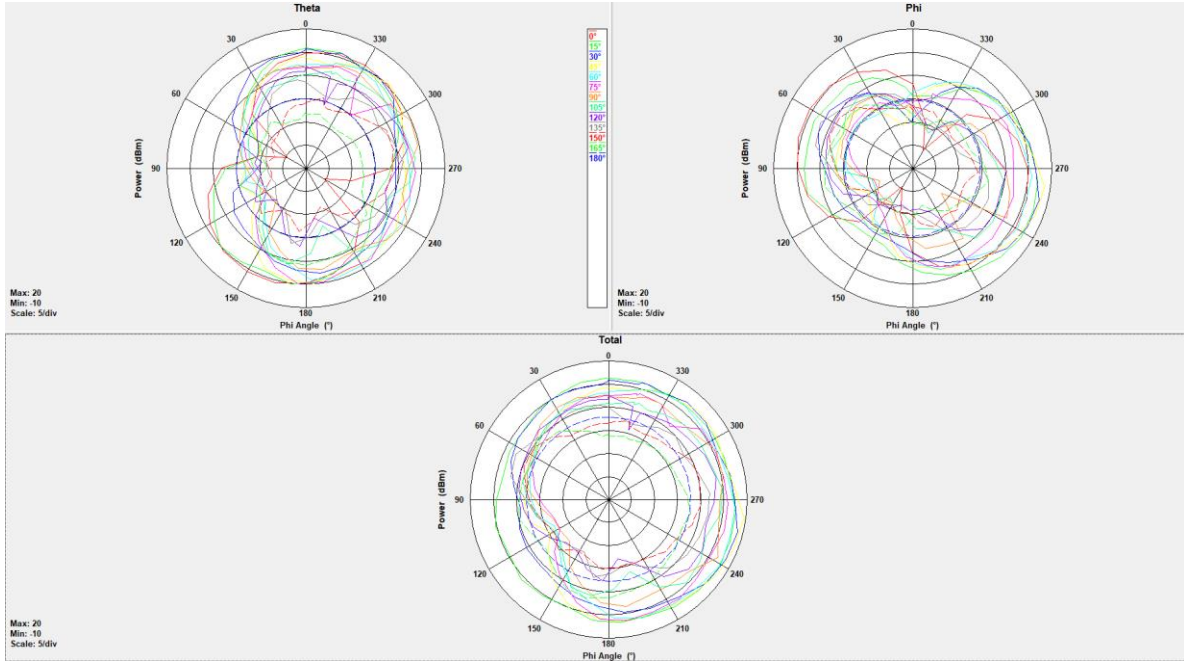 Theta
0
30
330
60
300
90
270
120
240
150
210
180
Power (dBm)
Max: 20
Min: -10
Scale: 5/div
Phi Angle (°)
0°
15°
30°
60°
75°
90°
105°
120°
135°
150°
165°
180°
Phi
0
30
330
60
300
90
270
120
240
150
210
180
Power (dBm)
Max: 20
Min: -10
Scale: 5/div
Phi Angle (°)
Total
0
30
330
60
300
90
270
120
240
150
210
180
Power (dBm)
Max: 20
Min: -10
Scale: 5/div
Phi Angle (°)